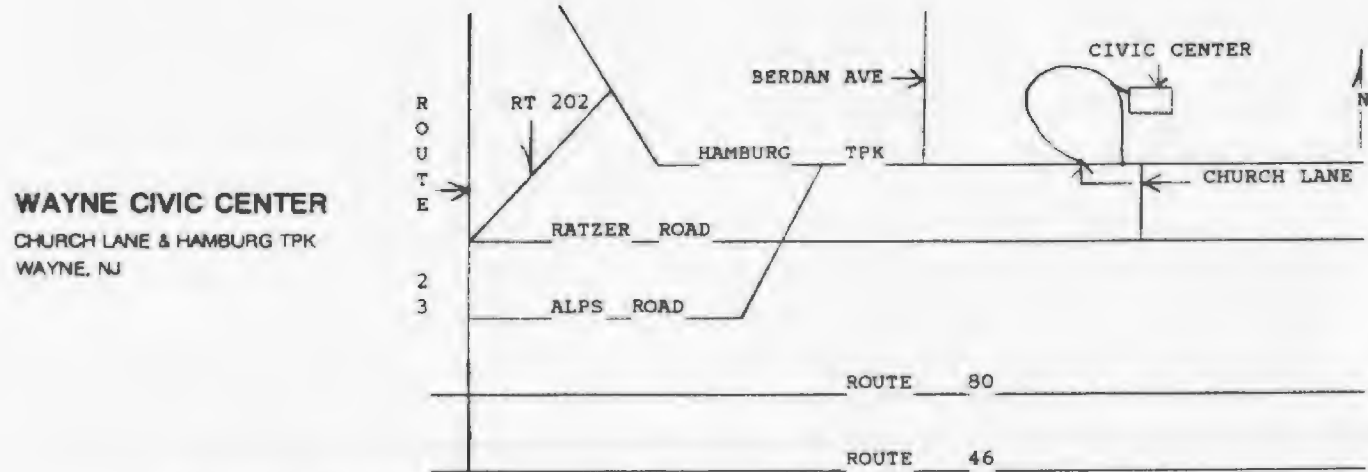 WAYNE CIVIC CENTER
CHURCH LANE & HAMBURG TPK
WAYNE, NJ
ROUTE 23
RT 202
BERDAN AVE
CIVIC CENTER
N
HAMBURG TPK
CHURCH LANE
RATZER ROAD
ALPS ROAD
ROUTE 80
ROUTE 46